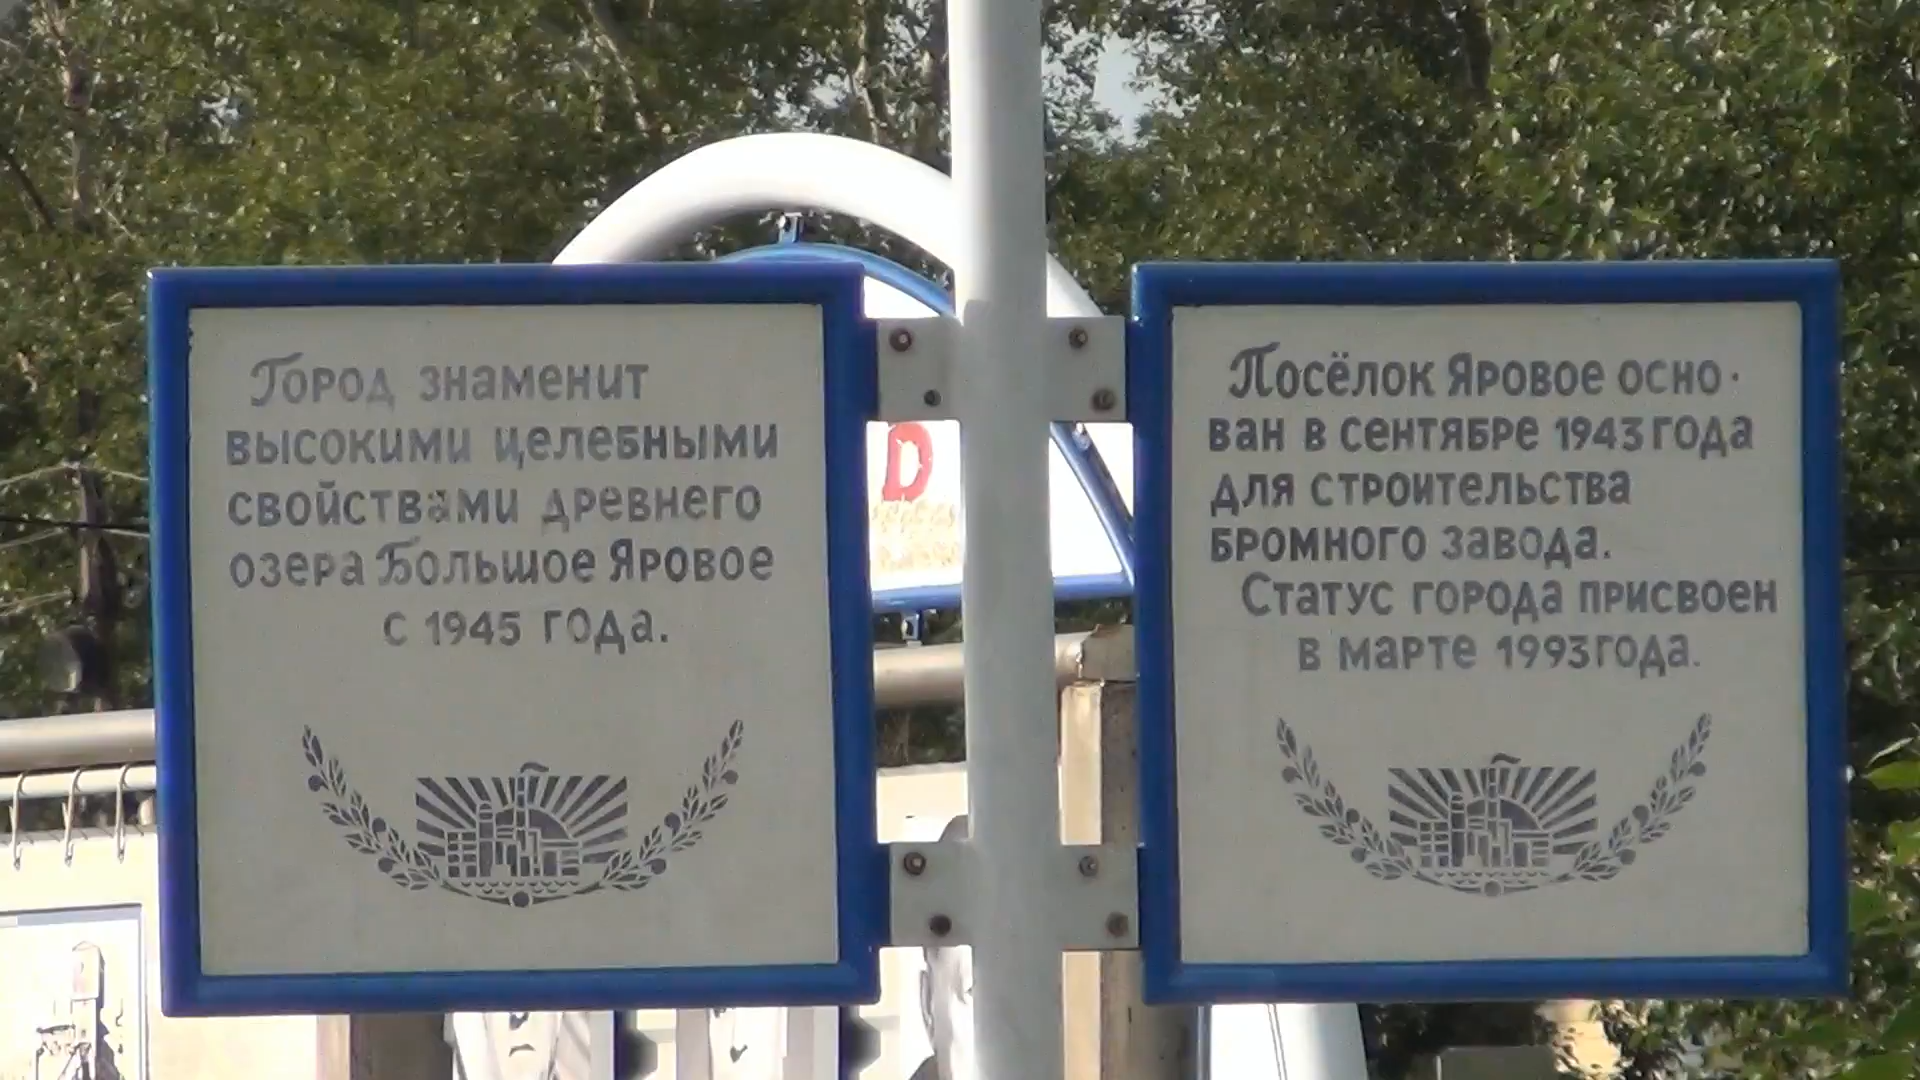 Город знаменит
высокими целебными
свойствами древнего
озера Большое Яровое
с 1945 года.
Посёлок Яровое осно-
ван в сентябре 1943 года
для строительства
бромного завода.
Статус города присвоен
в марте 1993 года.
D